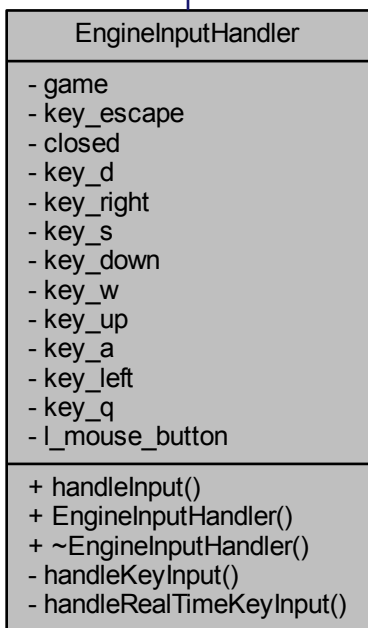 EngineInputHandler
- game
- key_escape
- closed
- key_d
- key_right
- key_s
- key_down
- key_w
- key_up
- key_a
- key_left
- key_q
- l_mouse_button
+ handleInput()
+ EngineInputHandler()
+ ~EngineInputHandler()
- handleKeyInput()
- handleRealTimeKeyInput()